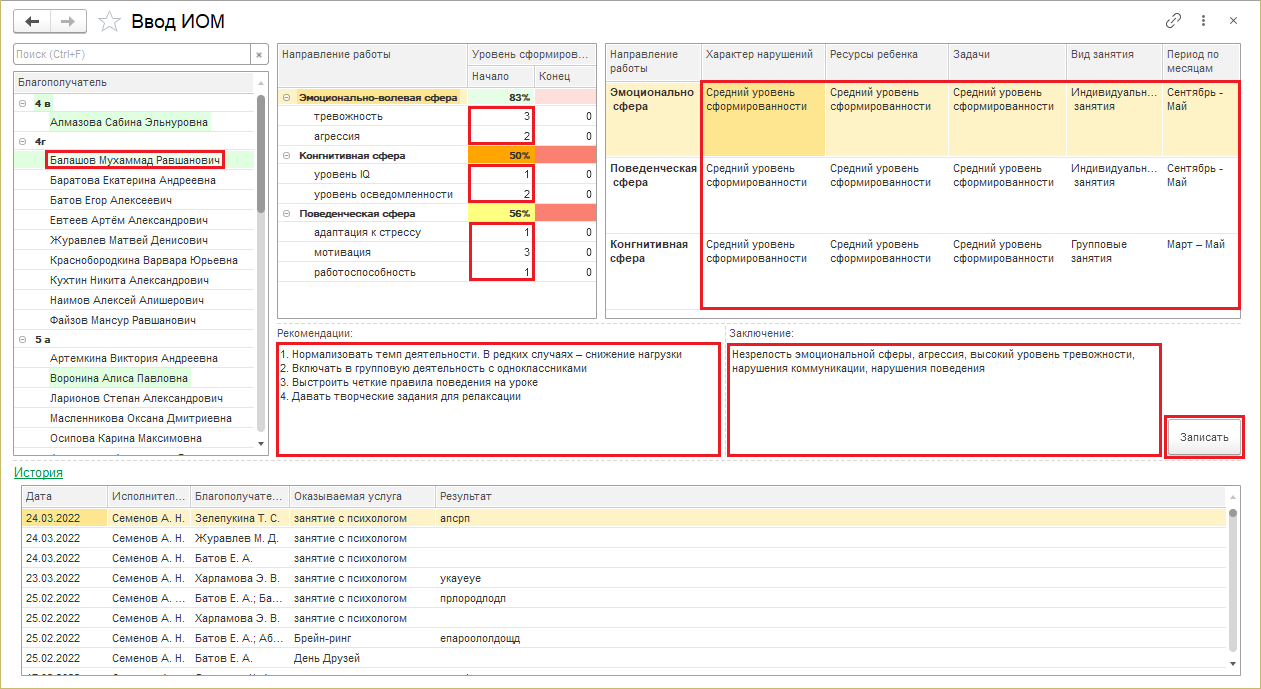 Ввод ИОМ
Поиск (Ctrl+F)
Благополучатель
4 в
Алмазова Сабина Эльнуровна
4г
Балашов Мухаммад Равшанович
Баратова Екатерина Андреевна
Батов Егор Алексеевич
Евтеев Артём Александрович
Журавлев Матвей Денисович
Краснобородкина Варвара Юрьевна
Кухтин Никита Александрович
Наимов Алексей Алишерович
Файзов Мансур Равшанович
5 а
Артемкина Виктория Андреевна
Воронина Алиса Павловна
Ларионов Степан Александрович
Масленникова Оксана Дмитриевна
Осипова Карина Максимовна
Направление работы Уровень сформиров...
Начало Конец
Эмоционально-волевая сфера 83%
тревожность 3 0
агрессия 2 0
Конгнитивная сфера 50%
уровень IQ 1 0
уровень осведомленности 2 0
Поведенческая сфера 56%
адаптация к стрессу 1 0
мотивация 3 0
работоспособность 1 0
Направление Характер нарушений Ресурсы ребенка Задачи Вид занятия Период по
работы месяцам
Эмоционально Средний уровень Средний уровень Средний уровень Индивидуальн... Сентябрь -
сфера сформированности сформированности сформированности занятия Май
Поведенческая Средний уровень Средний уровень Средний уровень Индивидуальн... Сентябрь -
сфера сформированности сформированности сформированности занятия Май
Конгнитивная Средний уровень Средний уровень Средний уровень Групповые Март – Май
сфера сформированности сформированности сформированности занятия
Рекомендации:
1. Нормализовать темп деятельности. В редких случаях – снижение нагрузки
2. Включать в групповую деятельность с одноклассниками
3. Выстроить четкие правила поведения на уроке
4. Давать творческие задания для релаксации
Заключение:
Незрелость эмоциональной сферы, агрессия, высокий уровень тревожности,
нарушения коммуникации, нарушения поведения
Записать
История
Дата Исполнител... Благополучате... Оказываемая услуга Результат
24.03.2022 Семенов А. Н. Зелепукина Т. С. занятие с психологом апсрп
24.03.2022 Семенов А. Н. Журавлев М. Д. занятие с психологом
24.03.2022 Семенов А. Н. Батов Е. А. занятие с психологом
23.03.2022 Семенов А. Н. Харламова Э. В. занятие с психологом укауеуе
25.02.2022 Семенов А. ... Батов Е. А.; Ба... занятие с психологом прлородлодл
25.02.2022 Семенов А. Н. Харламова Э. В. занятие с психологом
25.02.2022 Семенов А. Н. Батов Е. А.; Аб... Брейн-ринг епароололдощд
25.02.2022 Семенов А. Н. Батов Е. А. День Друзей